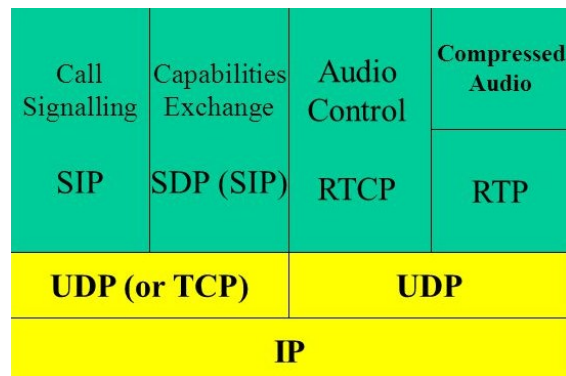 Call
Signalling
SIP
Capabilities
Exchange
SDP (SIP)
Audio
Control
RTCP
Compressed
Audio
RTP
UDP (or TCP)
UDP
IP